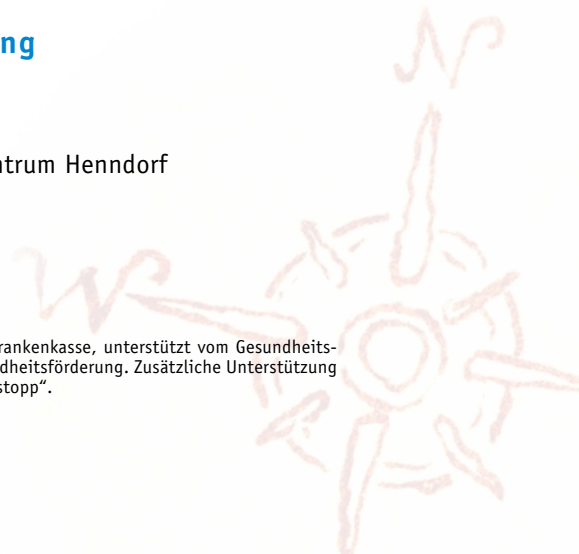 ng
ntrum Henndorf
N
W
rankenkasse, unterstützt vom Gesundheits-
dheitsförderung. Zusätzliche Unterstützung
stopp“.